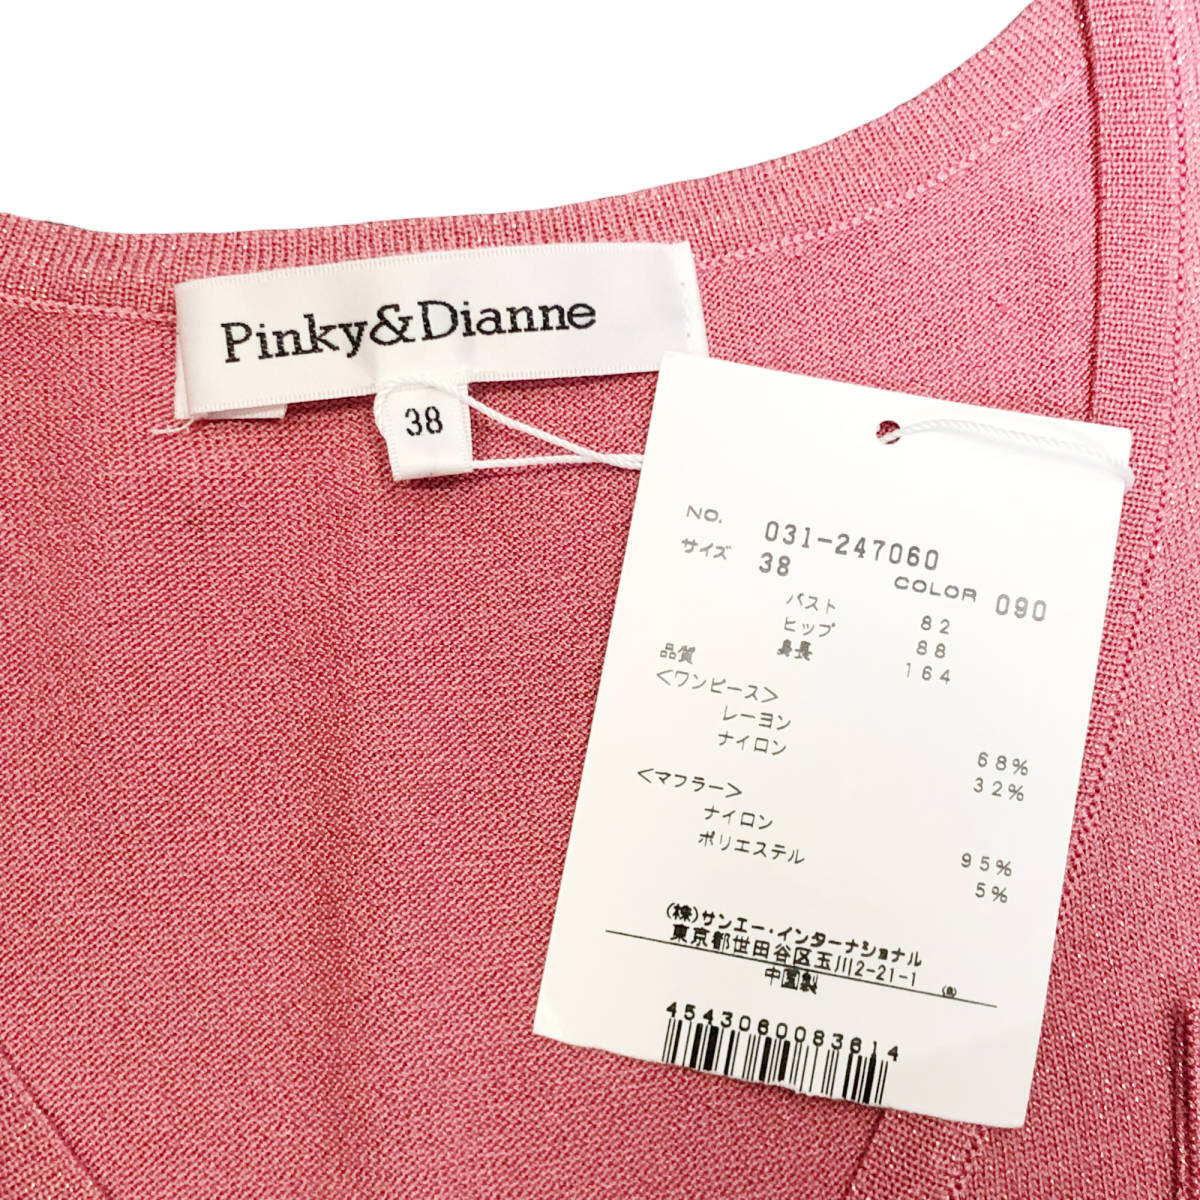 Pinky&Dianne
38
NO. 031-247060
サイズ 38 COLOR 090
バスト 82
ヒップ 88
身長 164
品質
<ワンピース>
レーヨン 68%
ナイロン 32%
<マフラー>
ナイロン 95%
ポリエステル 5%
(株)サンエー・インターナショナル
東京都世田谷区玉川2-21-1
中国製
4543060083614